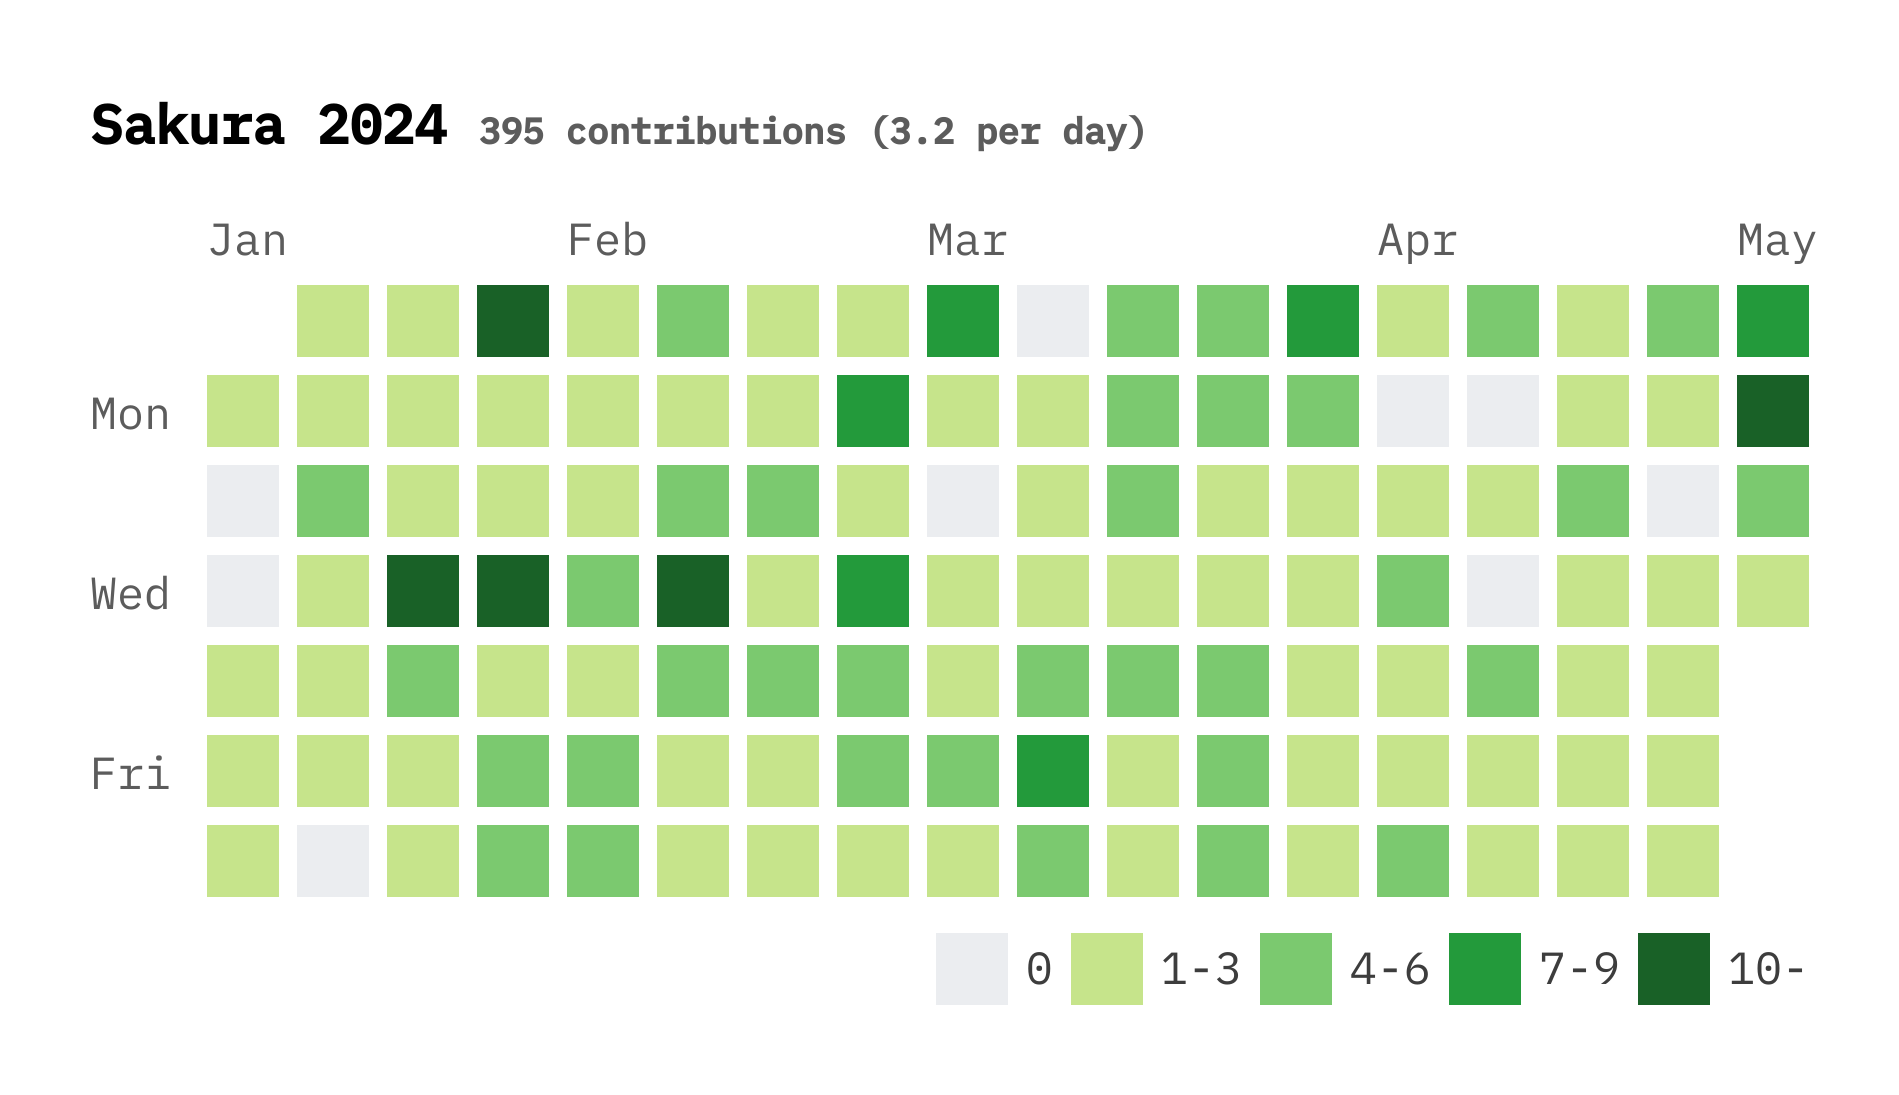 Sakura 2024 395 contributions (3.2 per day)
Jan Feb Mar Apr May
Mon
Wed
Fri
0 1-3 4-6 7-9 10-